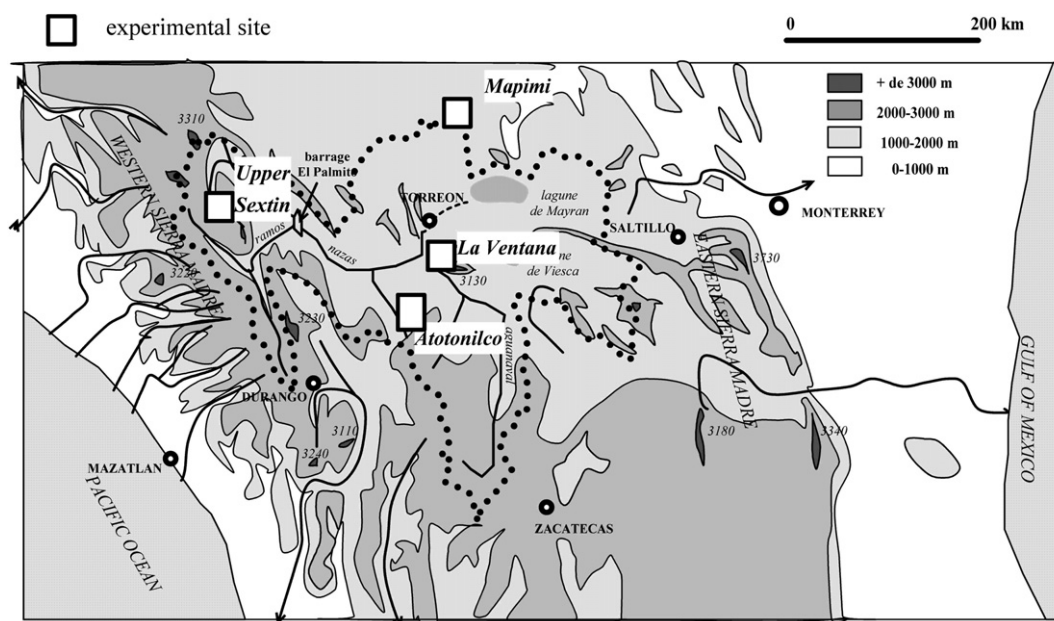 experimental site
0
200 km
+ de 3000 m
2000-3000 m
1000-2000 m
0-1000 m
Mapimi
3310
WESTERN SIERRA MADRE
Upper
Sextin
barrage
El Palmito
TORREON
lagune
de Mayran
MONTERREY
SALTILLO
ramos
nazas
La Ventana
ne
de Viesca
3130
3730
EASTERN SIERRA MADRE
3220
3230
Atotonilco
aguanaval
DURANGO
GULF OF MEXICO
3110
3240
3180
3340
MAZATLAN
PACIFIC OCEAN
ZACATECAS